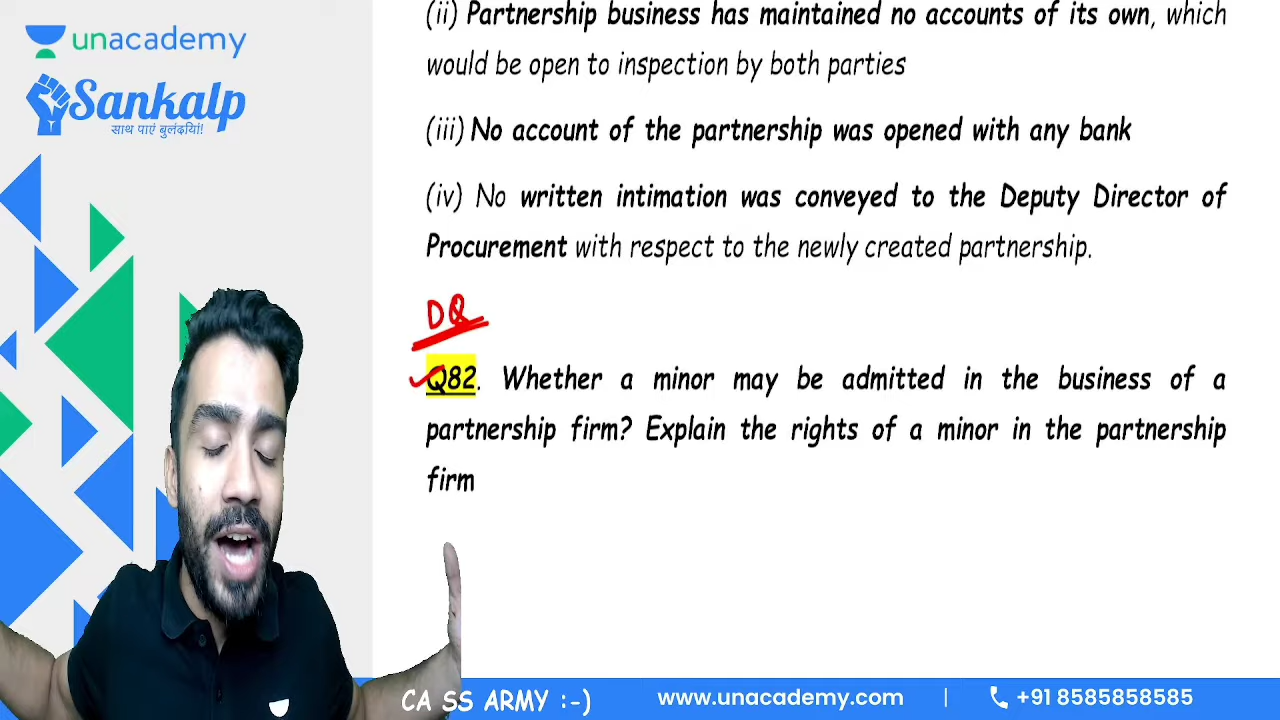 (ii) Partnership business has maintained no accounts of its own, which
would be open to inspection by both parties
(iii) No account of the partnership was opened with any bank
(iv) No written intimation was conveyed to the Deputy Director of
Procurement with respect to the newly created partnership.
DQ
Q82. Whether a minor may be admitted in the business of a
partnership firm? Explain the rights of a minor in the partnership
firm
unacademy
Sankalp
साथ पाएं बुलंदियां!
CA SS ARMY :-)
www.unacademy.com | +91 8585858585